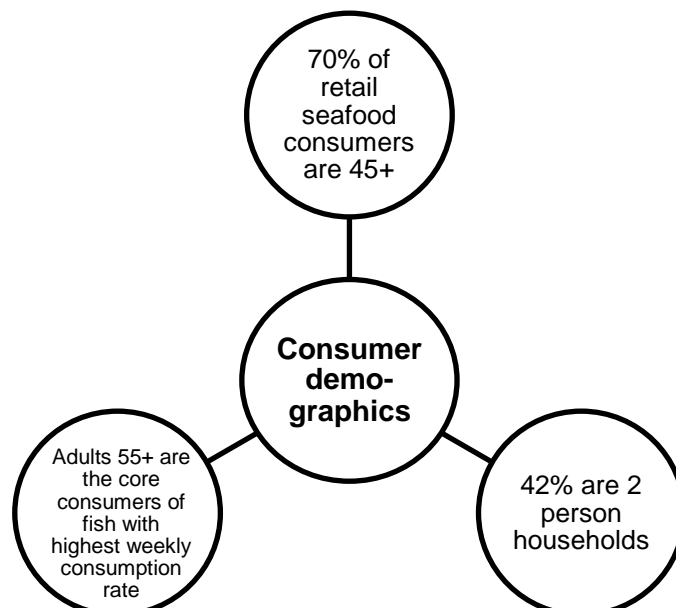 70% of
retail
seafood
consumers
are 45+
Consumer
demo-
graphics
Adults 55+ are
the core
consumers of
fish with
highest weekly
consumption
rate
42% are 2
person
households